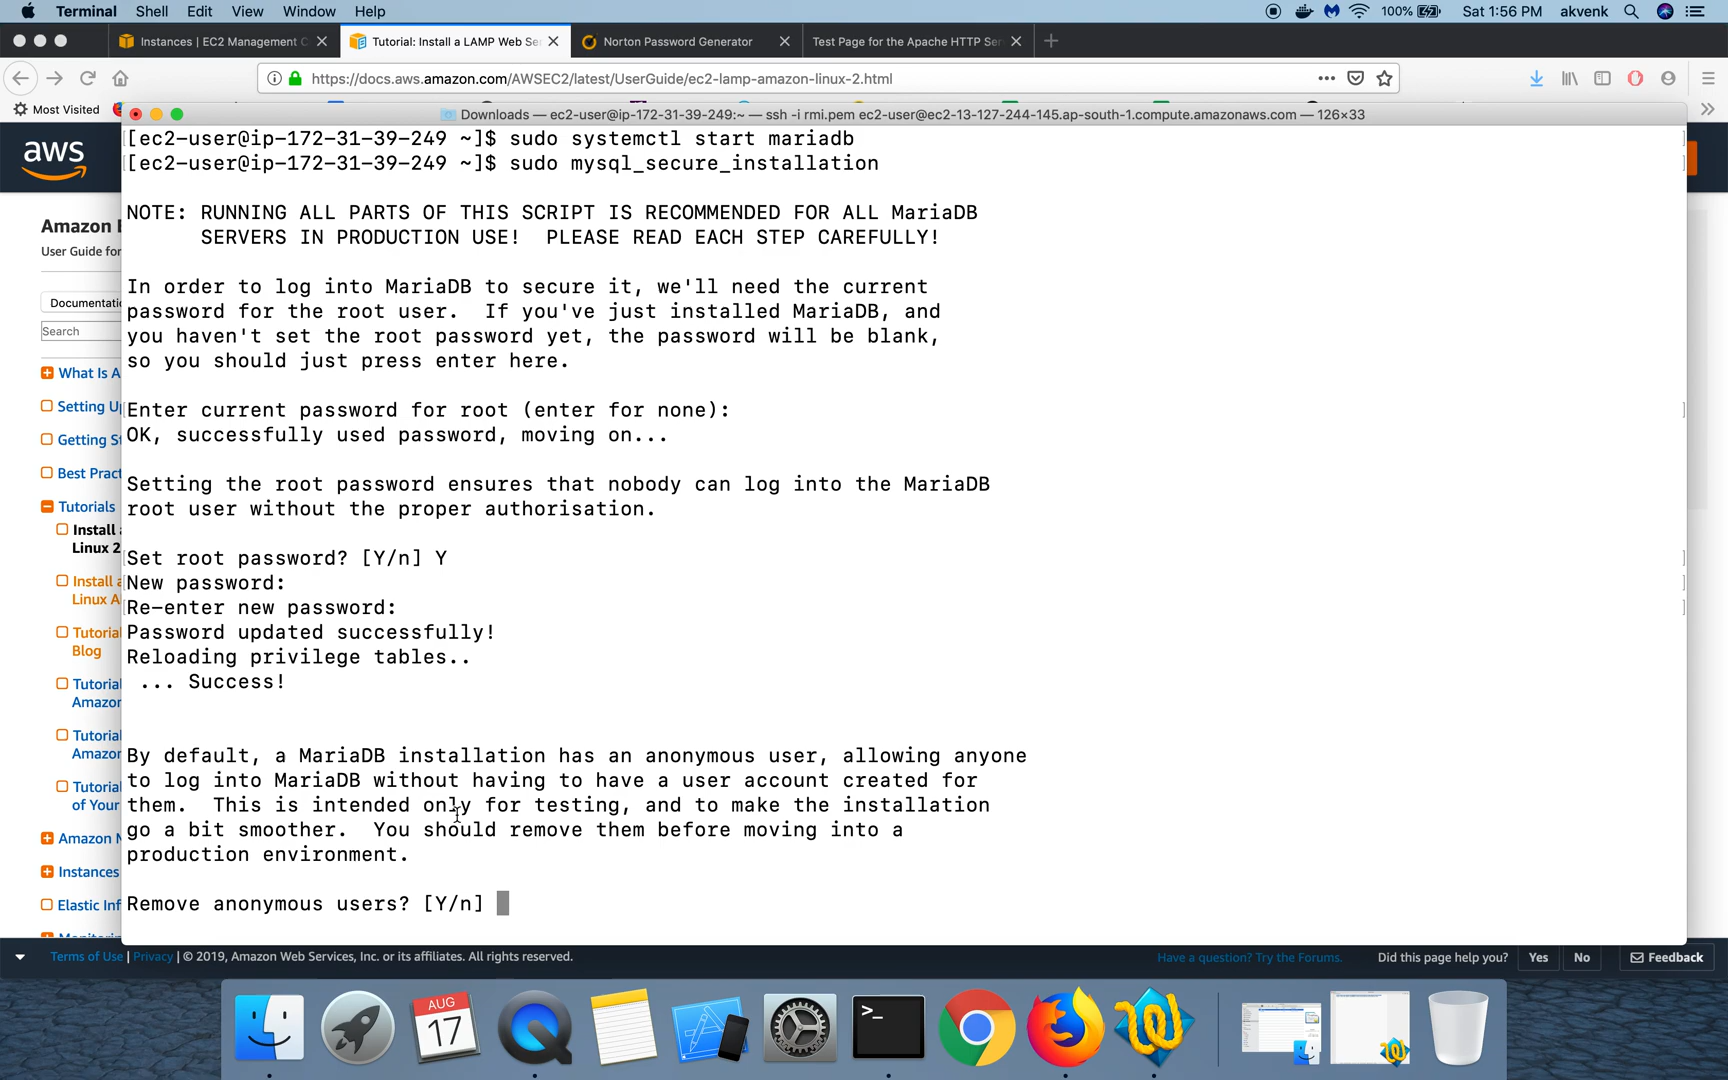 Terminal Shell Edit View Window Help 100% Sat 1:56 PM akvenk
Instances | EC2 Management C
Tutorial: Install a LAMP Web Se
Norton Password Generator
Test Page for the Apache HTTP Ser
https://docs.aws.amazon.com/AWSEC2/latest/UserGuide/ec2-lamp-amazon-linux-2.html
Most Visited
Downloads — ec2-user@ip-172-31-39-249:~ — ssh -i rmi.pem ec2-user@ec2-13-127-244-145.ap-south-1.compute.amazonaws.com — 126×33
aws
Amazon E
User Guide for
Documentatio
Search
What Is A
Setting U
Getting St
Best Pract
Tutorials
Install a
Linux 2
Install a
Linux A
Tutorial
Blog
Tutorial
Amazon
Tutorial
Amazon
Tutorial
of Your
Amazon M
Instances
Elastic Inf
Monitorin
[ec2-user@ip-172-31-39-249 ~]$ sudo systemctl start mariadb
[ec2-user@ip-172-31-39-249 ~]$ sudo mysql_secure_installation
NOTE: RUNNING ALL PARTS OF THIS SCRIPT IS RECOMMENDED FOR ALL MariaDB
SERVERS IN PRODUCTION USE!  PLEASE READ EACH STEP CAREFULLY!
In order to log into MariaDB to secure it, we'll need the current
password for the root user.  If you've just installed MariaDB, and
you haven't set the root password yet, the password will be blank,
so you should just press enter here.
Enter current password for root (enter for none):
OK, successfully used password, moving on...
Setting the root password ensures that nobody can log into the MariaDB
root user without the proper authorisation.
Set root password? [Y/n] Y
New password:
Re-enter new password:
Password updated successfully!
Reloading privilege tables..
... Success!
By default, a MariaDB installation has an anonymous user, allowing anyone
to log into MariaDB without having to have a user account created for
them.  This is intended only for testing, and to make the installation
go a bit smoother.  You should remove them before moving into a
production environment.
Remove anonymous users? [Y/n]
Terms of Use | Privacy | © 2019, Amazon Web Services, Inc. or its affiliates. All rights reserved.
Have a question? Try the Forums.
Did this page help you? Yes No Feedback
AUG
17
>_